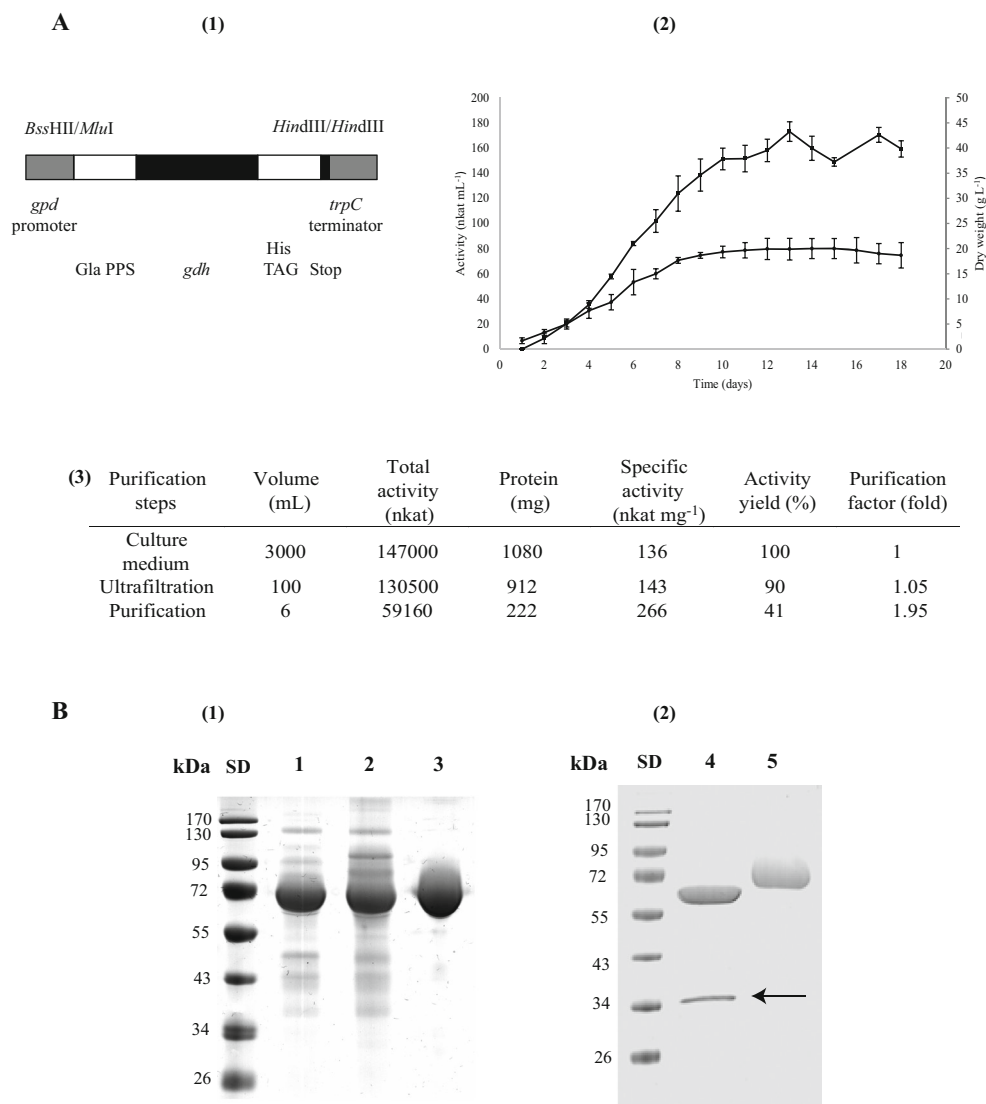 A
(1)
BssHII/MluI
HindIII/HindIII
gpd
promoter
trpC
terminator
Gla PPS
gdh
His
TAG
Stop
(2)
Activity (nkat mL-1)
200
180
160
140
120
100
80
60
40
20
0
0 2 4 6 8 10 12 14 16 18 20
Time (days)
50
45
40
35
30
25
20
15
10
5
0
Dry weight (g L-1)
(3)
Purification steps Volume (mL) Total activity (nkat) Protein (mg) Specific activity (nkat mg-1) Activity yield (%) Purification factor (fold)
Culture medium 3000 147000 1080 136 100 1
Ultrafiltration 100 130500 912 143 90 1.05
Purification 6 59160 222 266 41 1.95
B
(1)
kDa SD 1 2 3
170
130
95
72
55
43
34
26
(2)
kDa SD 4 5
170
130
95
72
55
43
34
26